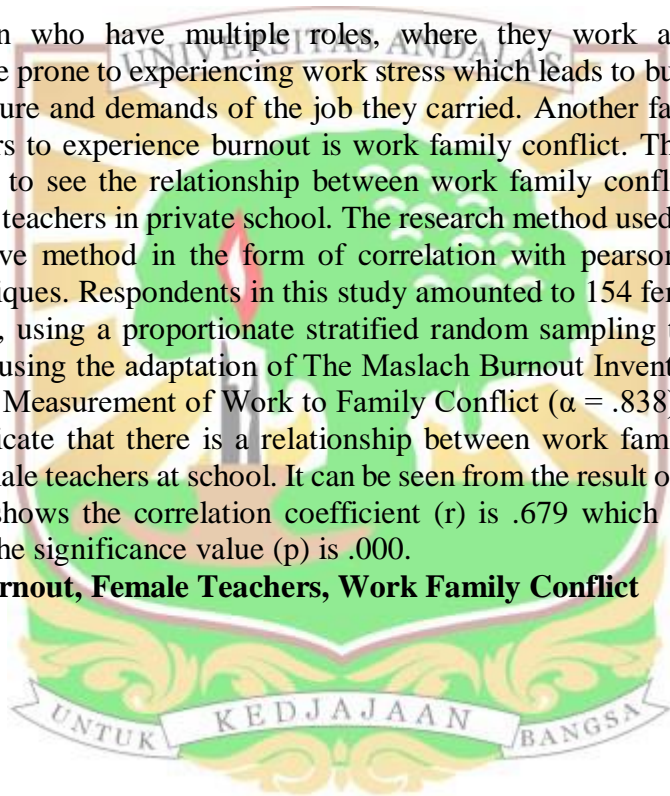 n who have multiple roles, where they work a
UNIVERSITAS ANDALAS
e prone to experiencing work stress which leads to bu
ure and demands of the job they carried. Another fa
rs to experience burnout is work family conflict. Th
to see the relationship between work family confl
teachers in private school. The research method used
ve method in the form of correlation with pearson
iques. Respondents in this study amounted to 154 fer
, using a proportionate stratified random sampling
using the adaptation of The Maslach Burnout Invent
Measurement of Work to Family Conflict (α = .838)
icate that there is a relationship between work fam
nale teachers at school. It can be seen from the result o
shows the correlation coefficient (r) is .679 which
he significance value (p) is .000.
rnout, Female Teachers, Work Family Conflict
UNTUK KEDJAJAAN BANGSA